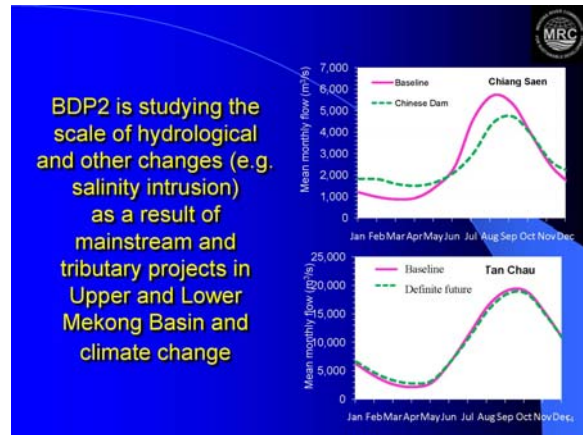 MRC
BDP2 is studying the
scale of hydrological
and other changes (e.g.
salinity intrusion)
as a result of
mainstream and
tributary projects in
Upper and Lower
Mekong Basin and
climate change
Mean monthly flow (m³/s)
7,000
6,000
5,000
4,000
3,000
2,000
1,000
0
Baseline
Chinese Dam
Chiang Saen
Jan Feb Mar Apr May Jun Jul Aug Sep Oct Nov Dec
Mean monthly flow (m³/s)
25,000
20,000
15,000
10,000
5,000
0
Baseline
Definite future
Tan Chau
Jan Feb Mar Apr May Jun Jul Aug Sep Oct Nov Dec